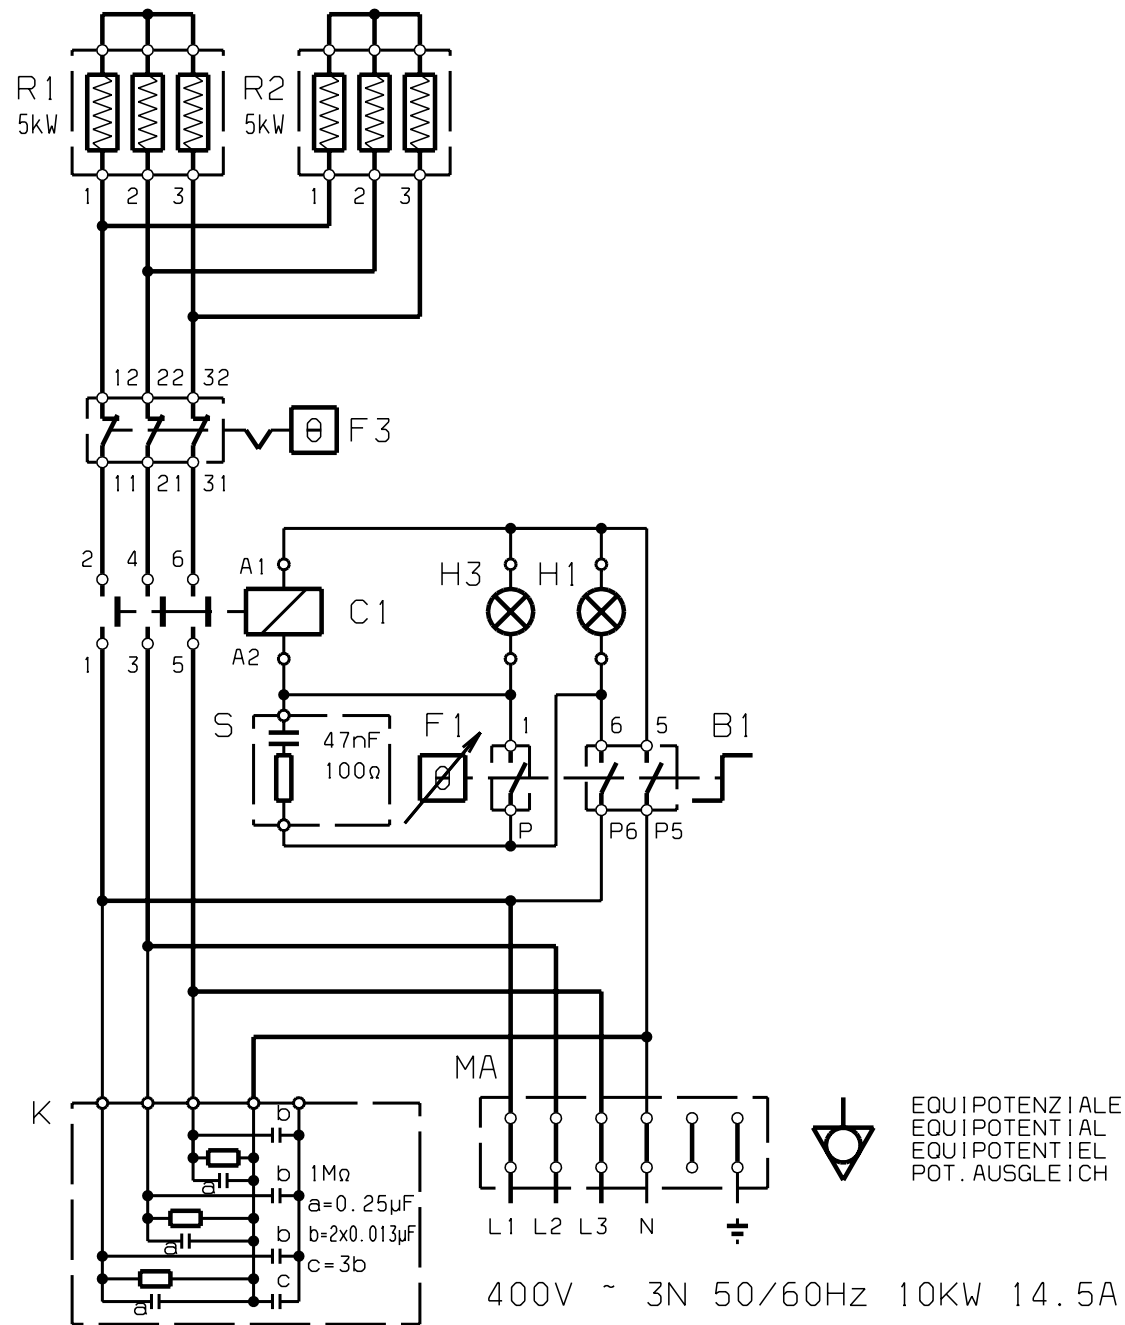 R1
5kW
R2
5kW
1 2 3
1 2 3
12 22 32
θ F3
11 21 31
2 4 6
A1
H3 H1
C1
1 3 5
A2
S
47nF
100Ω
F1
θ
1
6 5
B1
P
P6 P5
MA
K
b
a
b
1MΩ
a=0.25µF
a
b
b=2x0.013µF
c=3b
c
a
L1 L2 L3 N
EQUIPOTENZIALE
EQUIPOTENTIAL
EQUIPOTENTIEL
POT.AUSGLEICH
400V ~ 3N 50/60Hz 10KW 14.5A